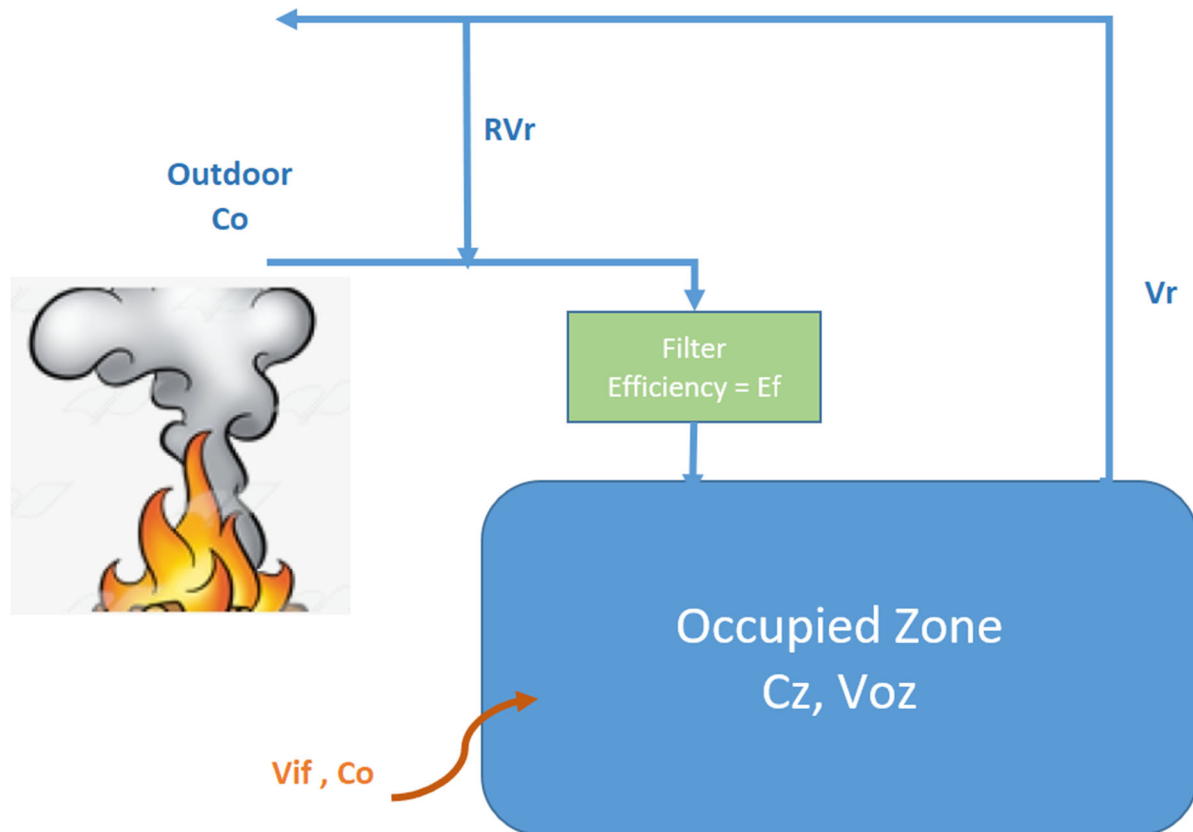 RVr
Outdoor
Co
Vr
Filter
Efficiency = Ef
Occupied Zone
Cz, Voz
Vif , Co